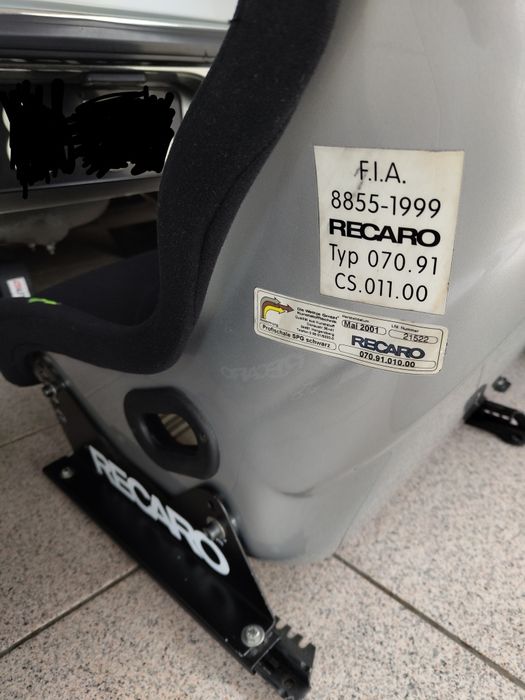 F.I.A.
8855-1999
RECARO
Typ 070.91
CS.011.00
Mai 2001
21522
Profischale SPG schwarz
RECARO
070.91.010.00
RECARO